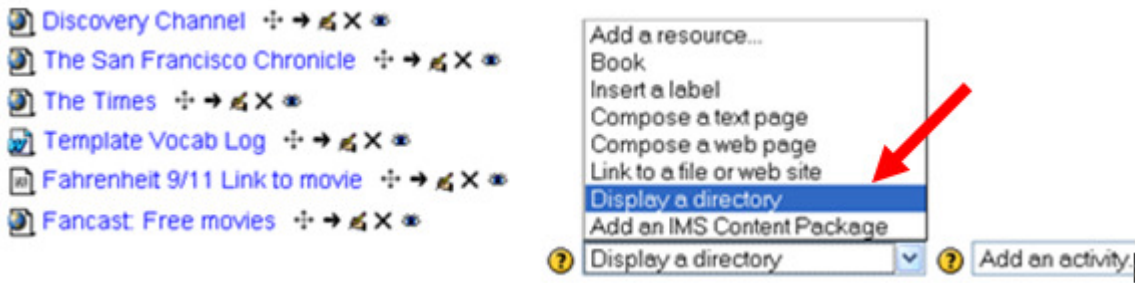 Discovery Channel
The San Francisco Chronicle
The Times
Template Vocab Log
Fahrenheit 9/11 Link to movie
Fancast: Free movies
Add a resource...
Book
Insert a label
Compose a text page
Compose a web page
Link to a file or web site
Display a directory
Add an IMS Content Package
Display a directory
Add an activity.